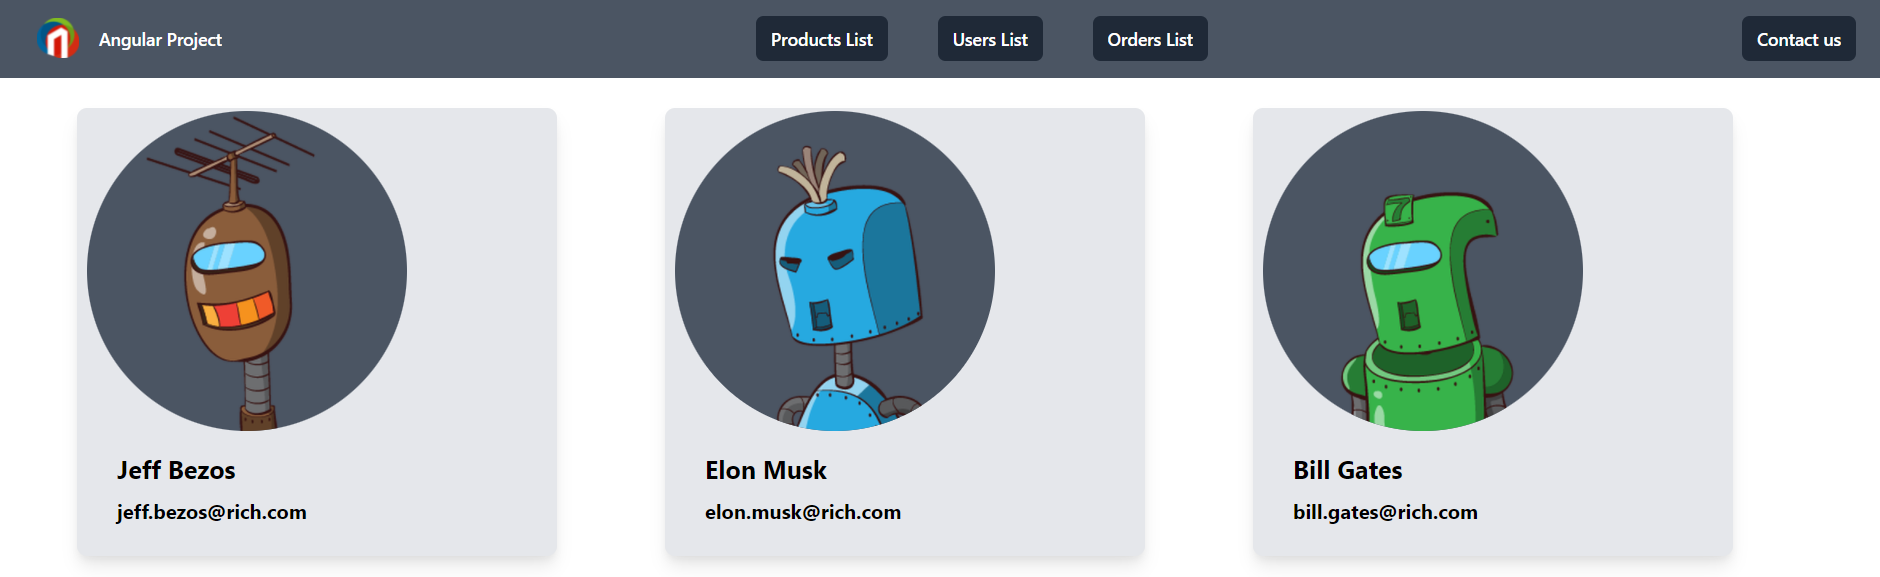 Angular Project
Products List
Users List
Orders List
Contact us
7
Jeff Bezos
jeff.bezos@rich.com
Elon Musk
elon.musk@rich.com
Bill Gates
bill.gates@rich.com